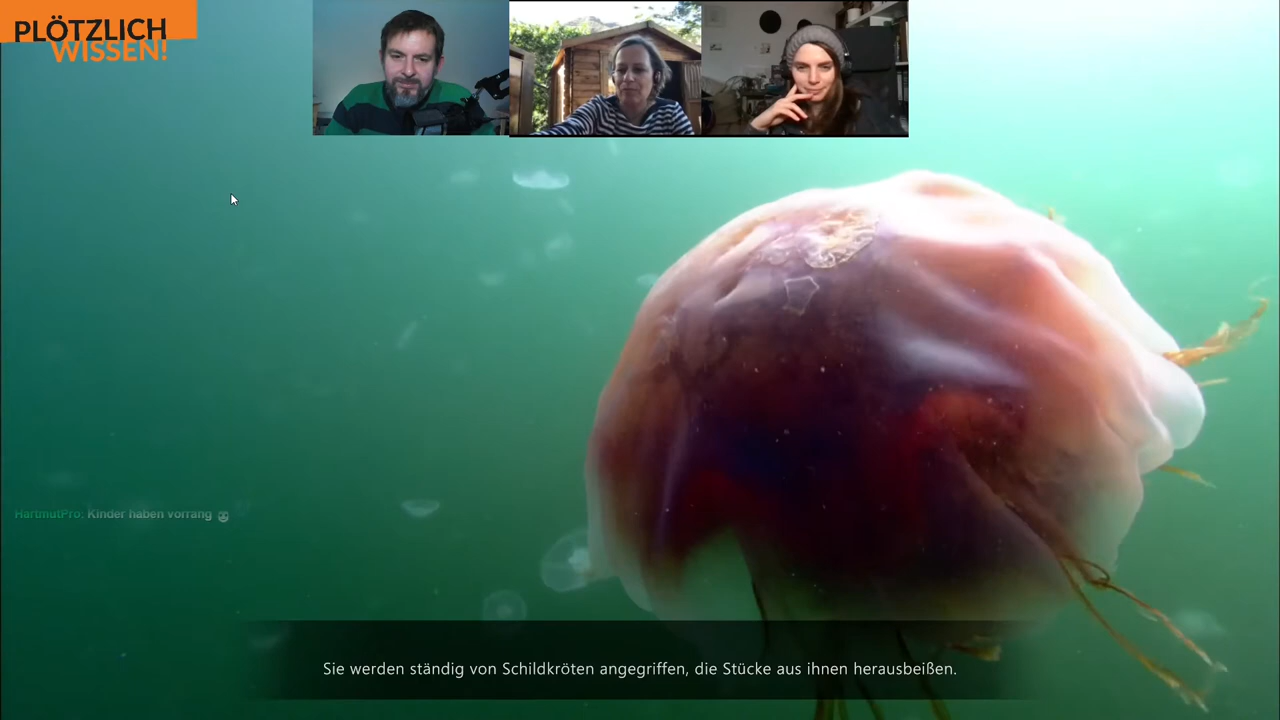 PLÖTZLICH
WISSEN!
HartmutPro: Kinder haben vorrang
Sie werden ständig von Schildkröten angegriffen, die Stücke aus ihnen herausbeißen.